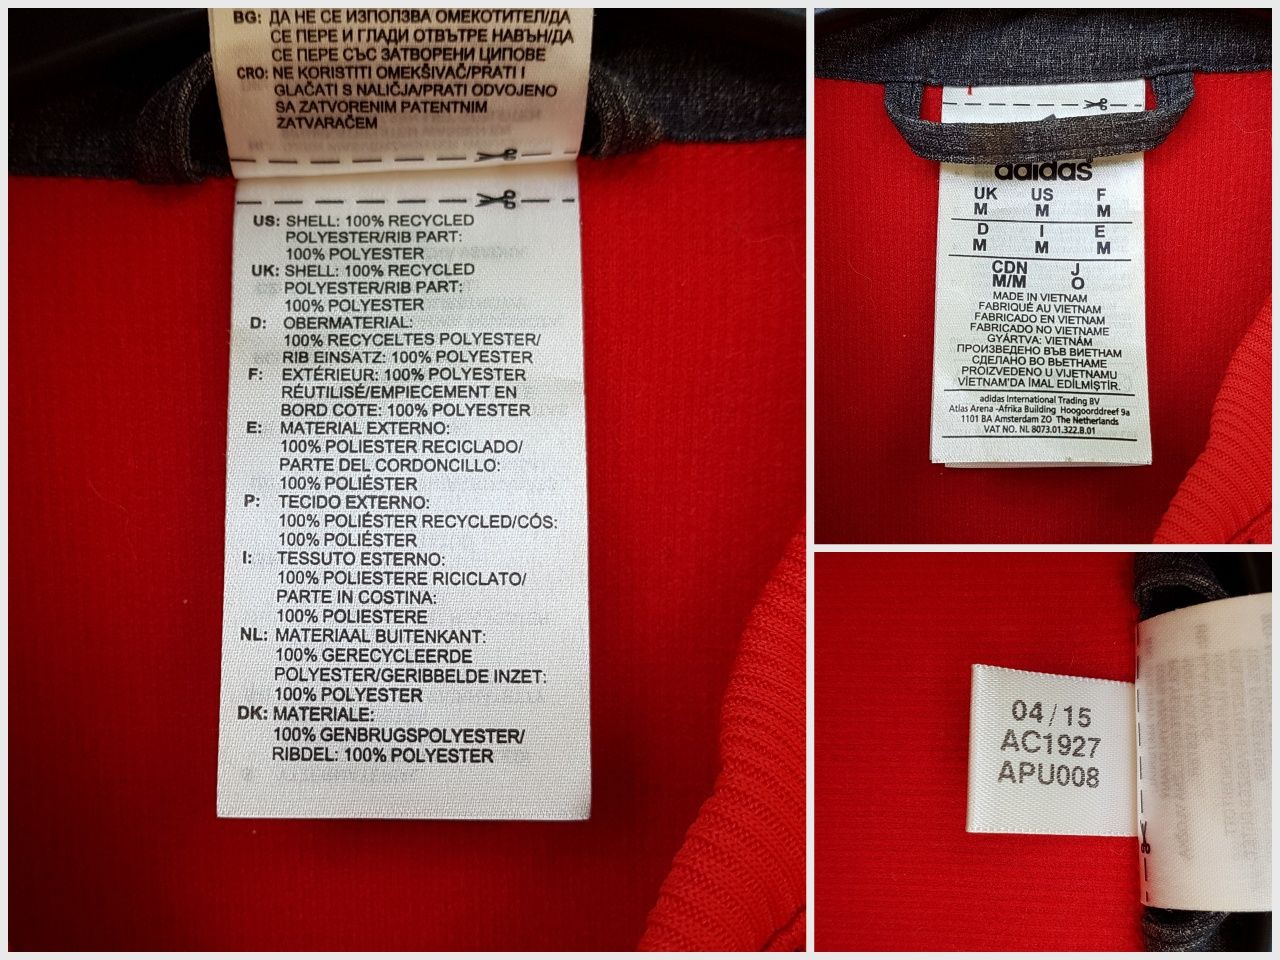 BG: ДА НЕ СЕ ИЗПОЛЗВА ОМЕКОТИТЕЛ/ДА
СЕ ПЕРЕ И ГЛАДИ ОТВЪТРЕ НАВЪН/ДА
СЕ ПЕРЕ СЪС ЗАТВОРЕНИ ЦИПОВЕ
CRO: NE KORISTITI OMEKŠIVAČ/PRATI I
GLAČATI S NALIČJA/PRATI ODVOJENO
SA ZATVORENIM PATENTNIM
ZATVARAČEM
US: SHELL: 100% RECYCLED
POLYESTER/RIB PART:
100% POLYESTER
UK: SHELL: 100% RECYCLED
POLYESTER/RIB PART:
100% POLYESTER
D: OBERMATERIAL:
100% RECYCELTES POLYESTER/
RIB EINSATZ: 100% POLYESTER
F: EXTÉRIEUR: 100% POLYESTER
RÉUTILISÉ/EMPIECEMENT EN
BORD COTE: 100% POLYESTER
E: MATERIAL EXTERNO:
100% POLIESTER RECICLADO/
PARTE DEL CORDONCILLO:
100% POLIÉSTER
P: TECIDO EXTERNO:
100% POLIÉSTER RECYCLED/CÓS:
100% POLIÉSTER
I: TESSUTO ESTERNO:
100% POLIESTERE RICICLATO/
PARTE IN COSTINA:
100% POLIESTERE
NL: MATERIAAL BUITENKANT:
100% GERECYCLEERDE
POLYESTER/GERIBBELDE INZET:
100% POLYESTER
DK: MATERIALE:
100% GENBRUGSPOLYESTER/
RIBDEL: 100% POLYESTER
adidas
UK US F
M M M
D I E
M M M
CDN J
M/M O
MADE IN VIETNAM
FABRIQUÉ AU VIETNAM
FABRICADO EN VIETNAM
FABRICADO NO VIETNAME
GYÁRTVA: VIETNÁM
ПРОИЗВЕДЕНО ВЪВ ВИЕТНАМ
СДЕЛАНО ВО ВЬЕТНАМЕ
PROIZVEDENO U VIJETNAMU
VİETNAM'DA İMAL EDİLMİŞTİR.
adidas International Trading BV
Atlas Arena -Afrika Building Hoogoorddreef 9a
1101 BA Amsterdam ZO The Netherlands
VAT NO. NL 8073.01.322.B.01
04/15
AC1927
APU008